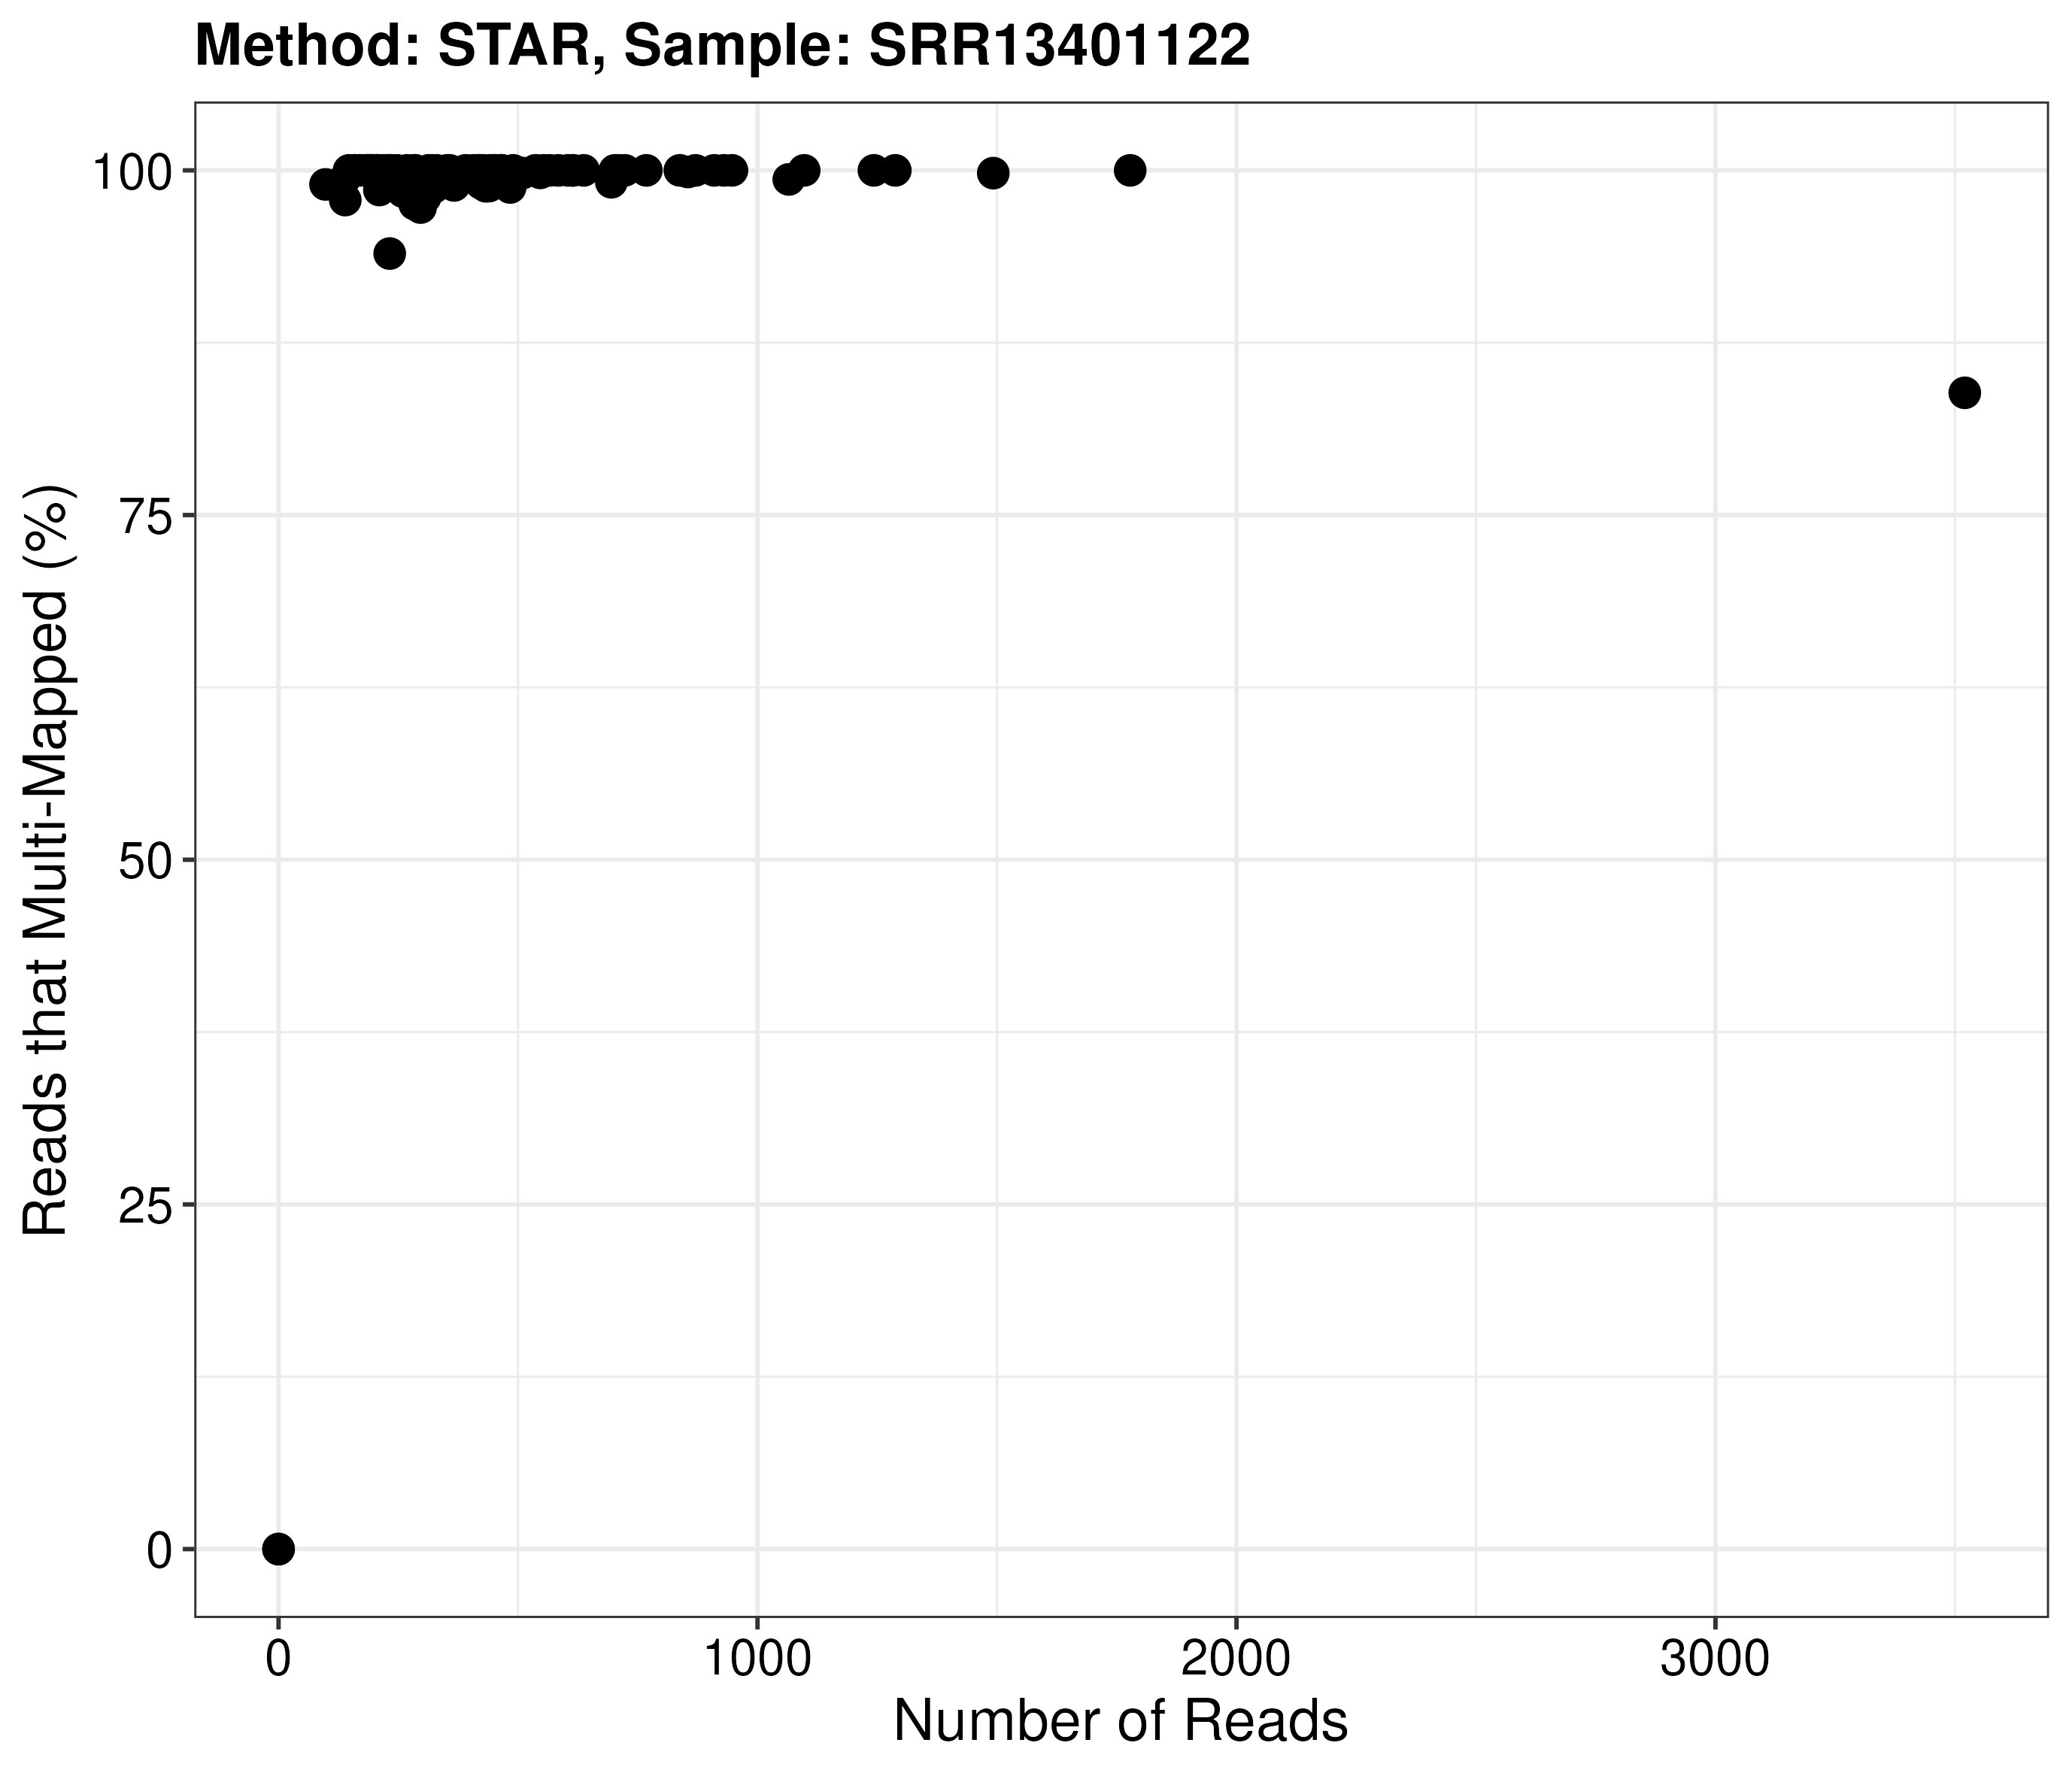 Method: STAR, Sample: SRR13401122
Reads that Multi-Mapped (%)
100
75
50
25
0
0 1000 2000 3000
Number of Reads